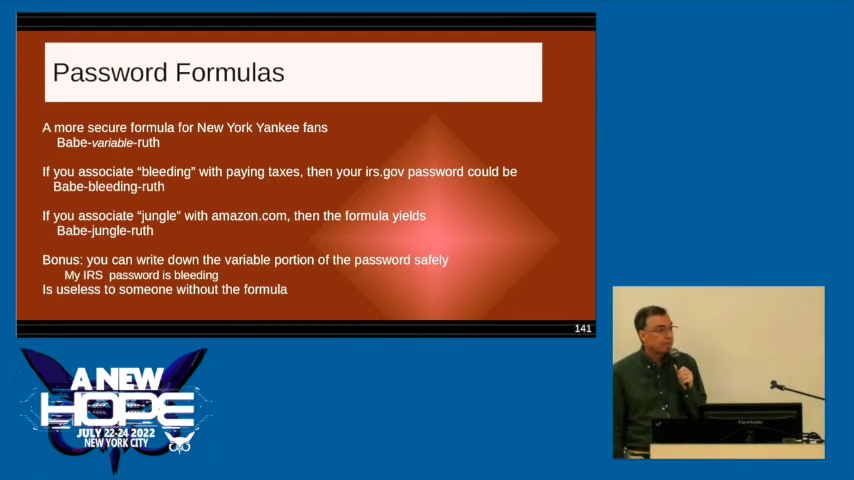 Password Formulas
A more secure formula for New York Yankee fans
Babe-variable-ruth
If you associate “bleeding” with paying taxes, then your irs.gov password could be
Babe-bleeding-ruth
If you associate “jungle” with amazon.com, then the formula yields
Babe-jungle-ruth
Bonus: you can write down the variable portion of the password safely
My IRS password is bleeding
Is useless to someone without the formula
141
A NEW
HOPE
JULY 22-24 2022
NEW YORK CITY
ViewSonic